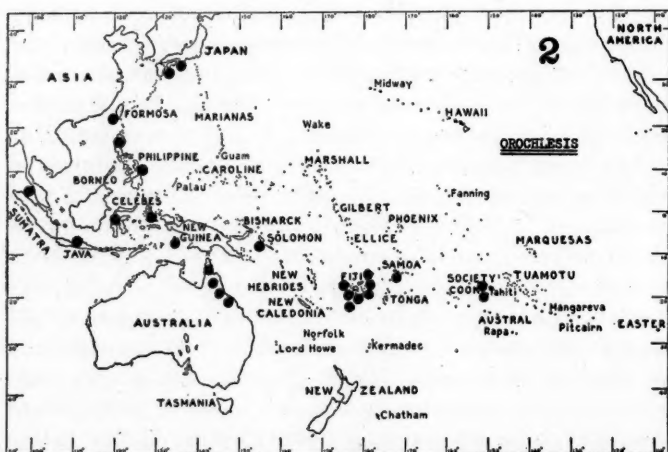 2
NORTH-
AMERICA
JAPAN
ASIA
Midway
HAWAII
FORMOSA
MARIANAS
Wake
OROCHLESIS
PHILIPPINE
Guam
MARSHALL
CAROLINE
BORNEO
Palau
Fanning
CELEBES
GILBERT
PHOENIX
SUMATRA
BISMARCK
NEW
GUINEA
SOLOMON
ELLICE
MARQUESAS
JAVA
SAMOA
NEW
HEBRIDES
FIJI
SOCIETY
TUAMOTU
COOK
Tahiti
NEW
CALEDONIA
TONGA
Mangareva
AUSTRALIA
AUSTRAL
Pitcairn
EASTER
Norfolk
Rapa
Lord Howe
Kermadec
NEW ZEALAND
TASMANIA
Chatham